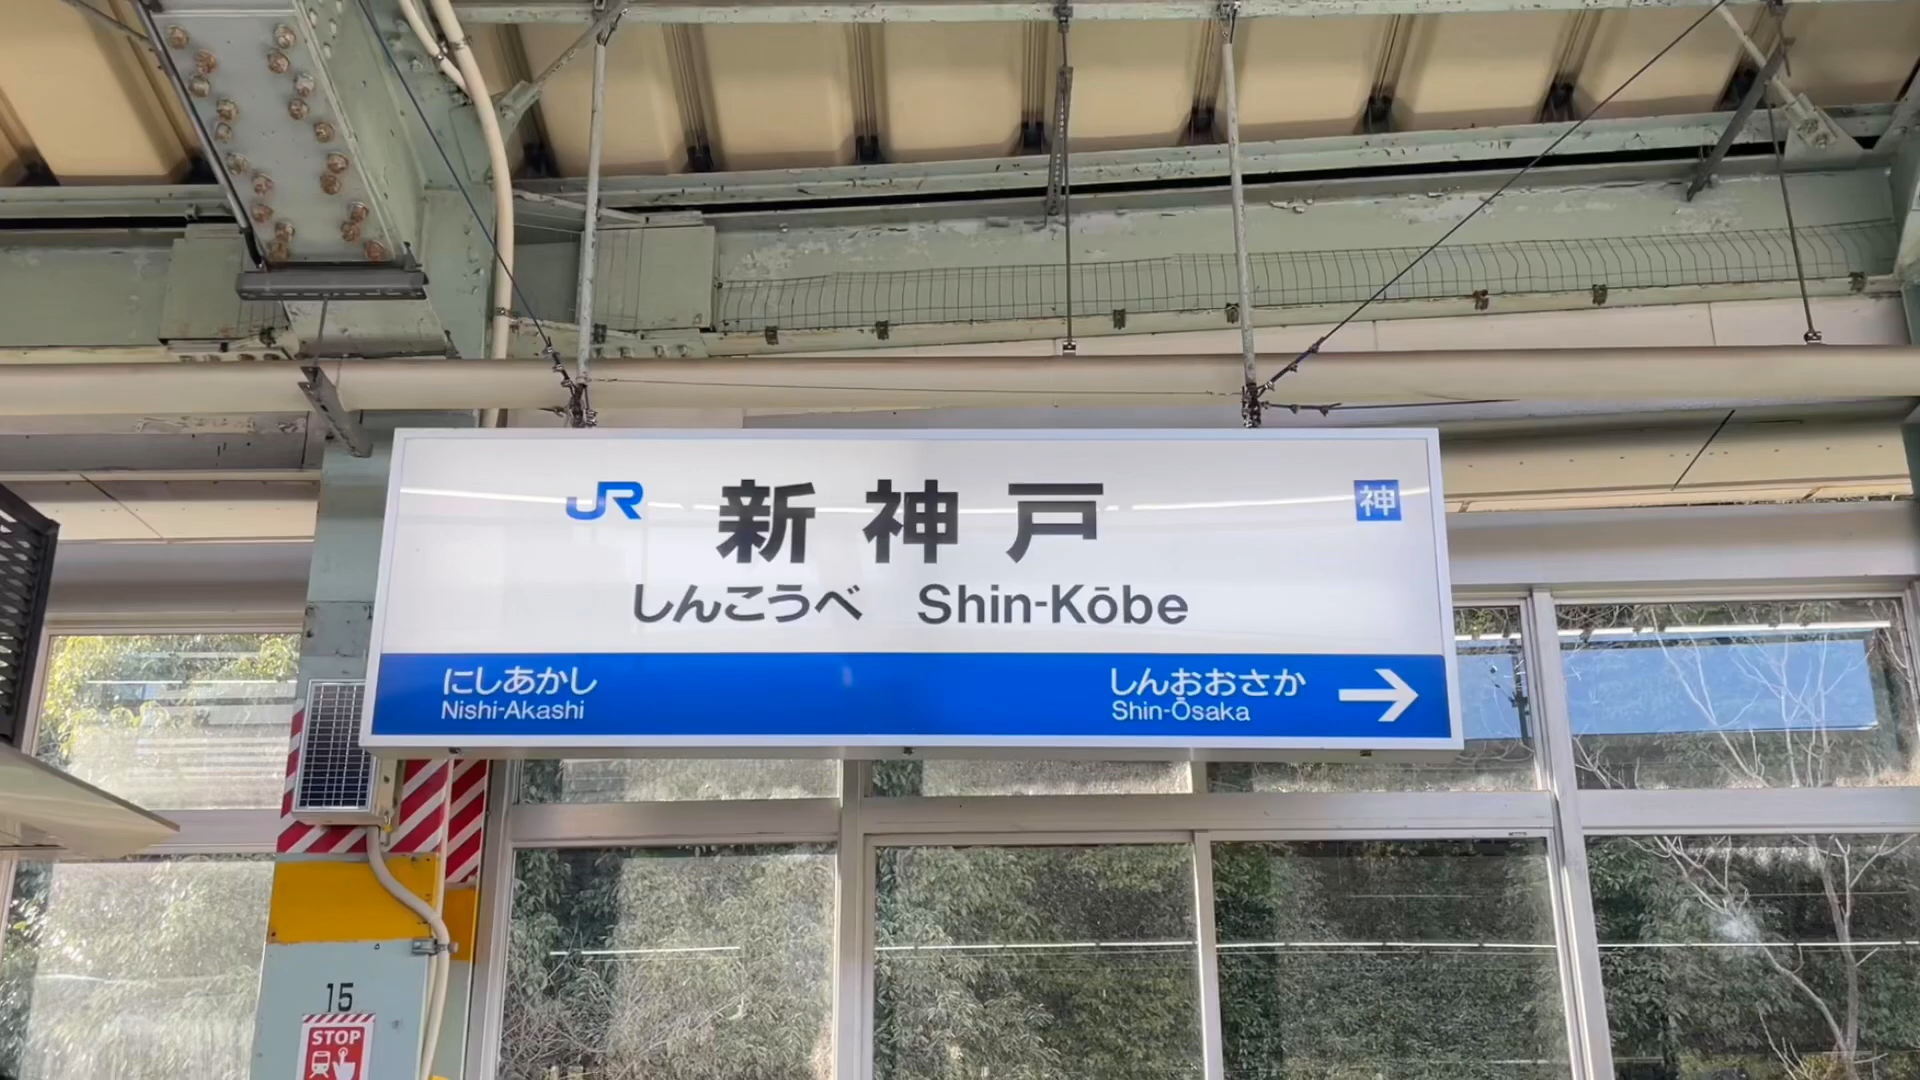 JR 新神戸 神
しんこうべ Shin-Kōbe
にしあかし しんおおさか →
Nishi-Akashi Shin-Ōsaka
15
STOP